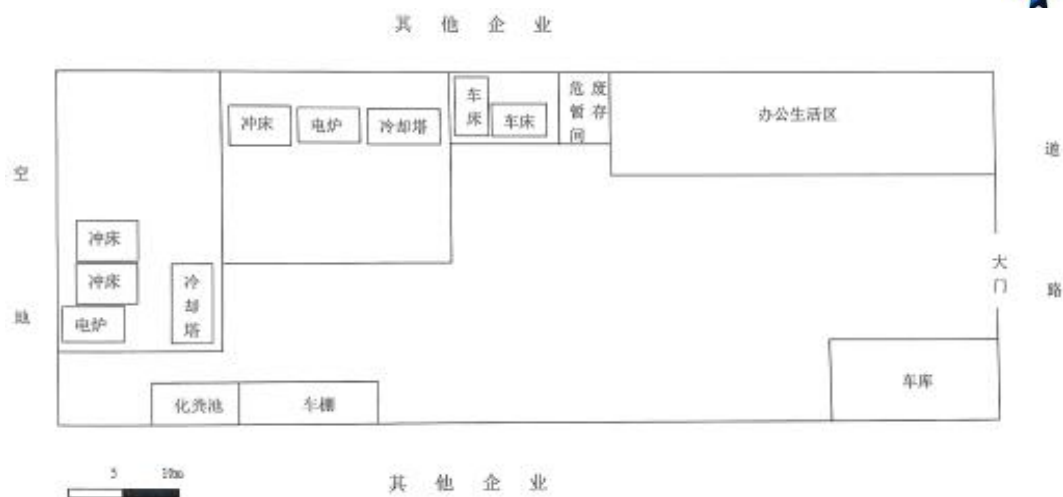 其 他 企 业
冲床
电炉
冷却塔
车床
车床
危废暂存间
办公生活区
道路
空地
冲床
冲床
电炉
冷却塔
大门
车库
化粪池
车棚
5 10m
其 他 企 业